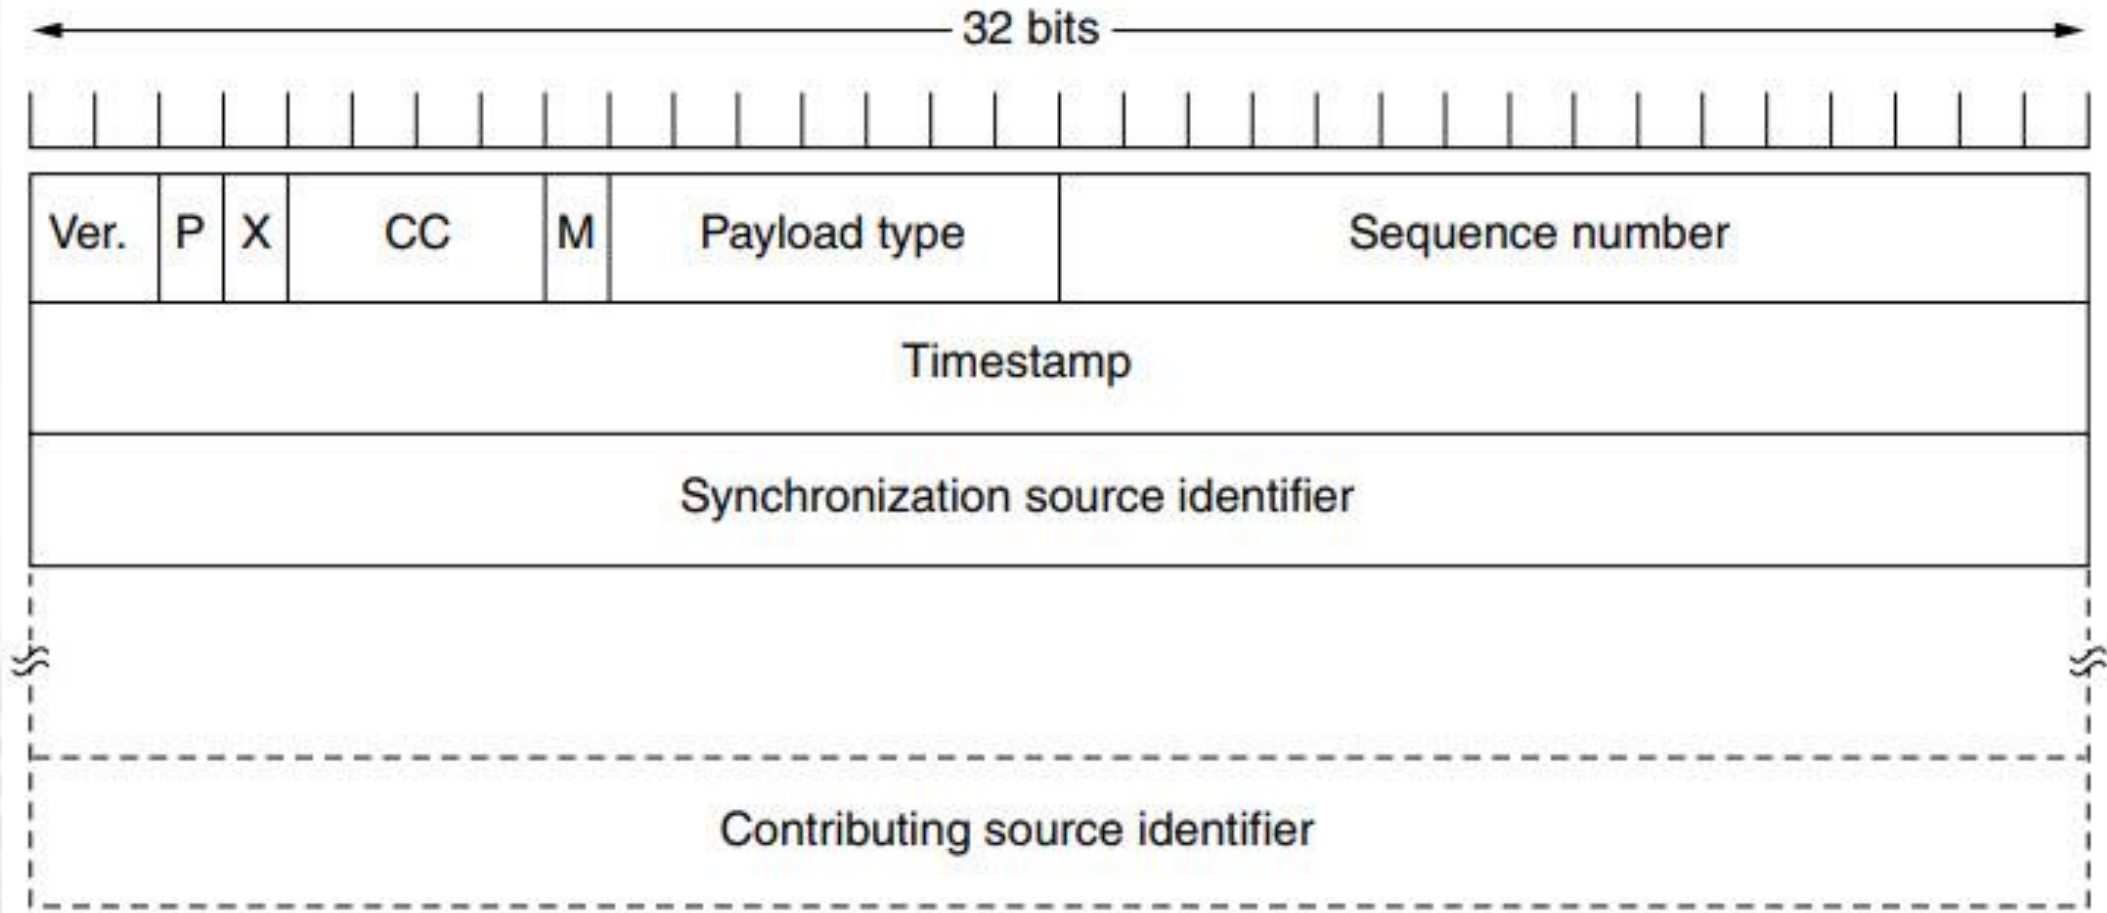 32 bits
Ver. P X CC M Payload type Sequence number
Timestamp
Synchronization source identifier
Contributing source identifier